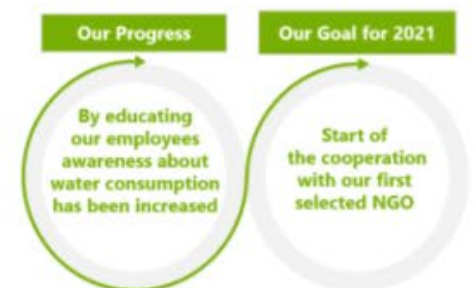 Our Progress
By educating
our employees
awareness about
water consumption
has been increased
Our Goal for 2021
Start of
the cooperation
with our first
selected NGO